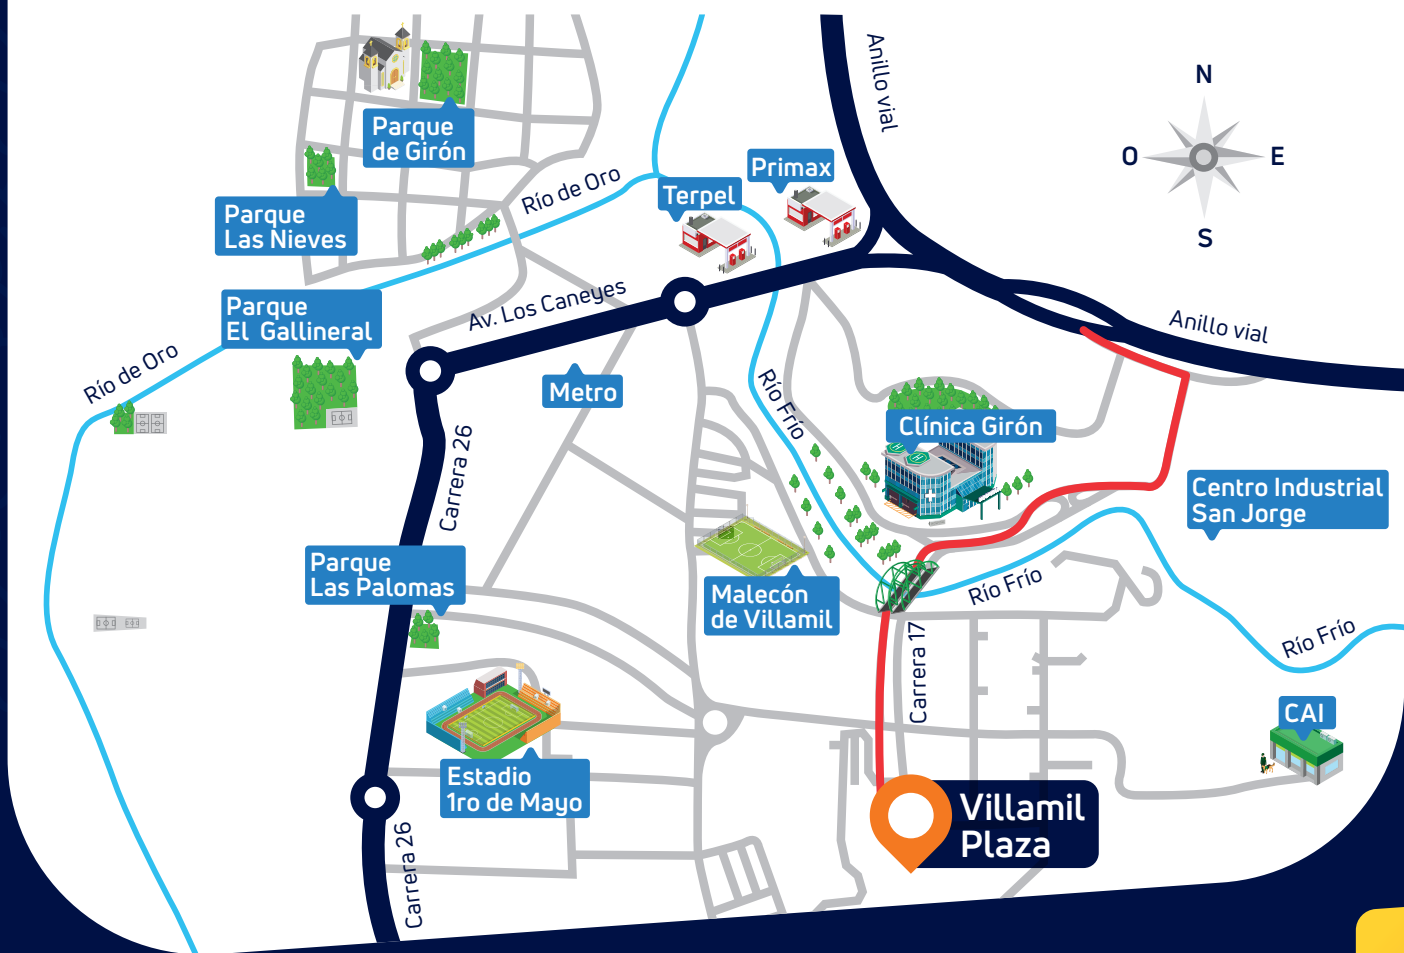 Anillo vial
N
O
E
S
Parque
de Girón
Primax
Terpel
Río de Oro
Parque
Las Nieves
Av. Los Caneyes
Parque
El Gallineral
Anillo vial
Río de Oro
Metro
Río Frío
Clínica Girón
Carrera 26
Centro Industrial
San Jorge
Parque
Las Palomas
Malecón
de Villamil
Río Frío
Carrera 17
Río Frío
CAI
Estadio
1ro de Mayo
Villamil
Plaza
Carrera 26